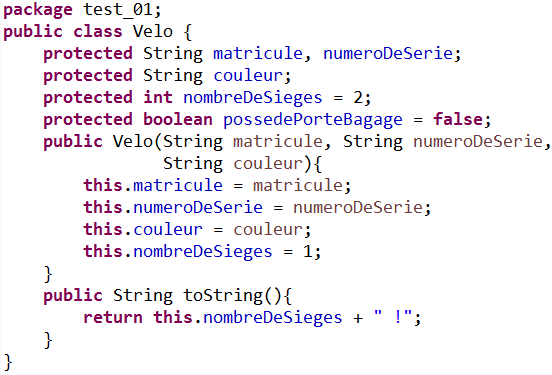 package test_01;
public class Velo {
    protected String matricule, numeroDeSerie;
    protected String couleur;
    protected int nombreDeSieges = 2;
    protected boolean possedePorteBagage = false;
    public Velo(String matricule, String numeroDeSerie,
                String couleur){
        this.matricule = matricule;
        this.numeroDeSerie = numeroDeSerie;
        this.couleur = couleur;
        this.nombreDeSieges = 1;
    }
    public String toString(){
        return this.nombreDeSieges + " !";
    }
}